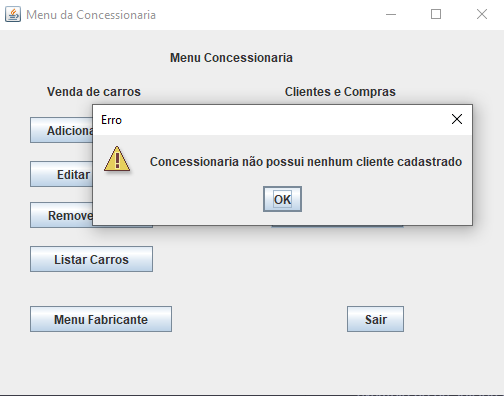 Menu da Concessionaria
Menu Concessionaria
Venda de carros
Clientes e Compras
Adiciona
Erro
Concessionaria não possui nenhum cliente cadastrado
OK
Editar
Remove
Listar Carros
Menu Fabricante
Sair